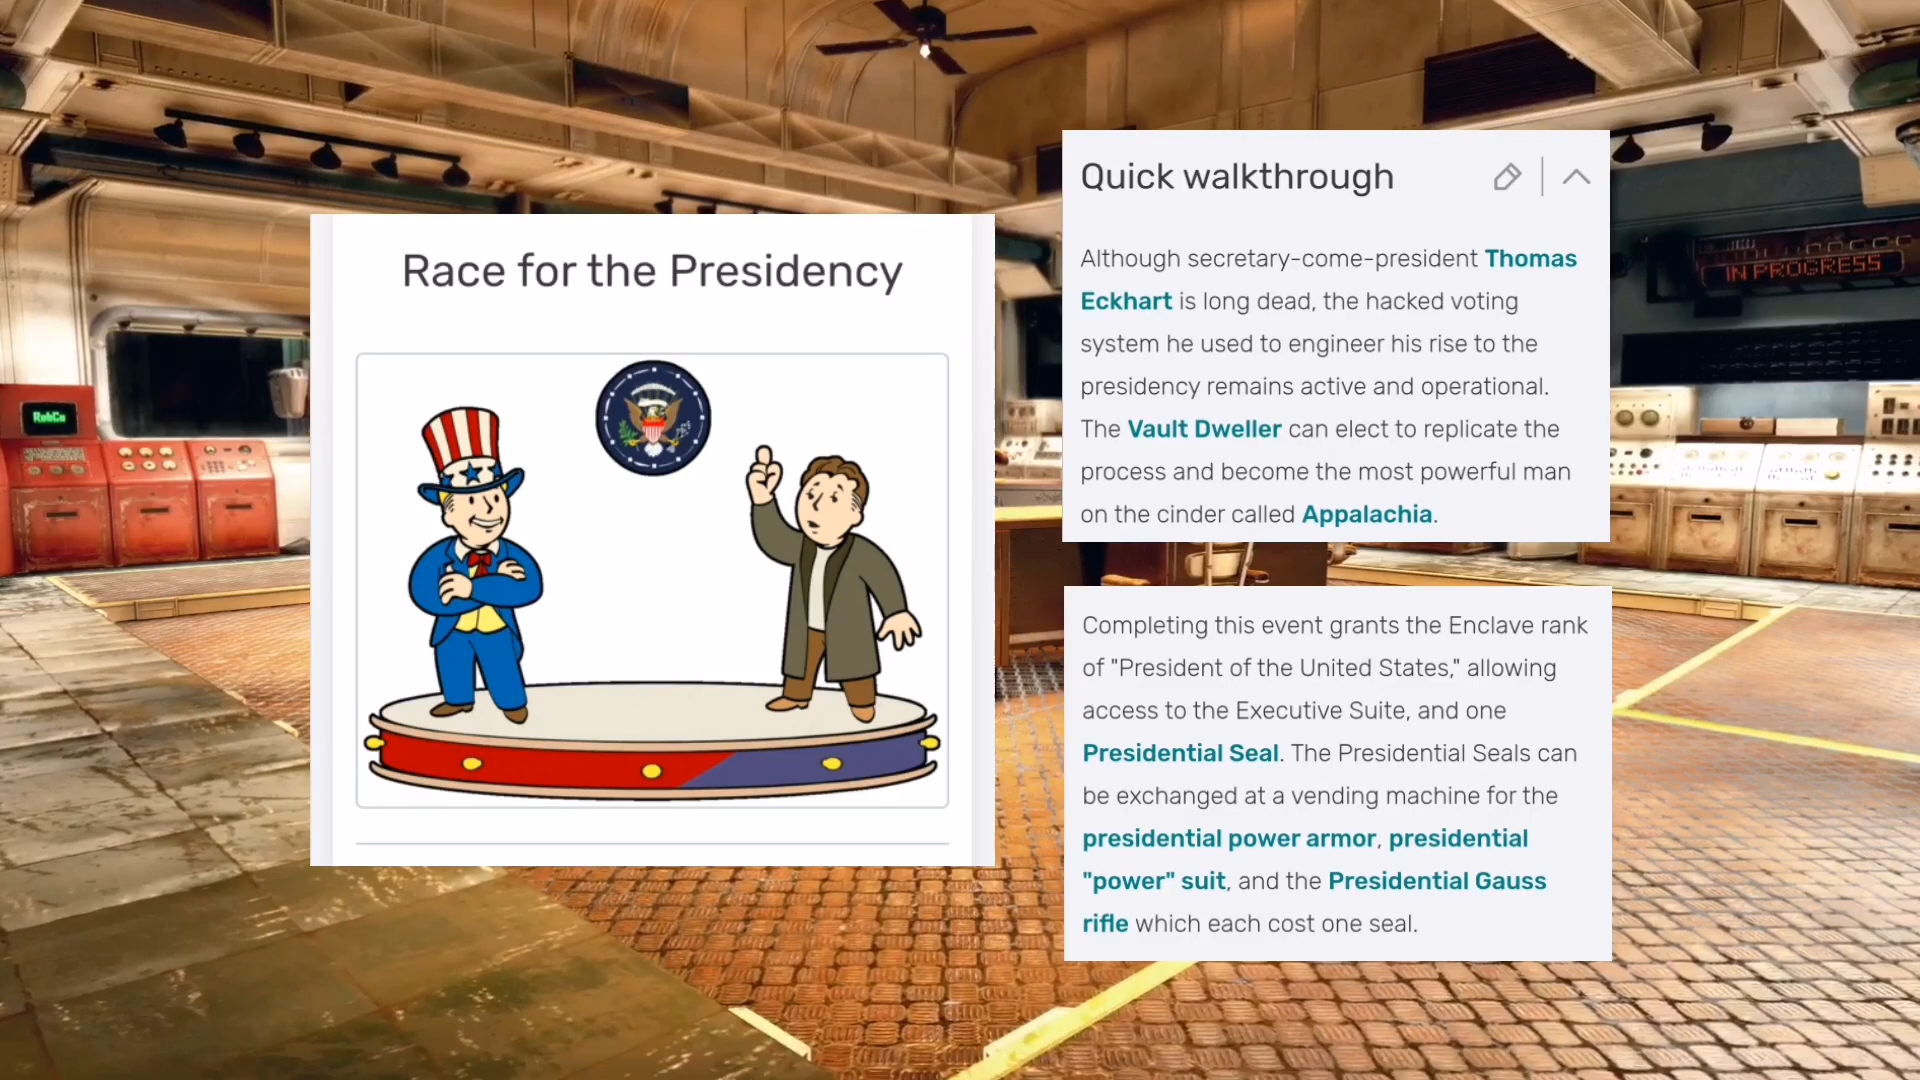 Race for the Presidency
Quick walkthrough
Although secretary-come-president Thomas
Eckhart is long dead, the hacked voting
system he used to engineer his rise to the
presidency remains active and operational.
The Vault Dweller can elect to replicate the
process and become the most powerful man
on the cinder called Appalachia.
Completing this event grants the Enclave rank
of "President of the United States," allowing
access to the Executive Suite, and one
Presidential Seal. The Presidential Seals can
be exchanged at a vending machine for the
presidential power armor, presidential
"power" suit, and the Presidential Gauss
rifle which each cost one seal.
RobCo
IN PROGRESS